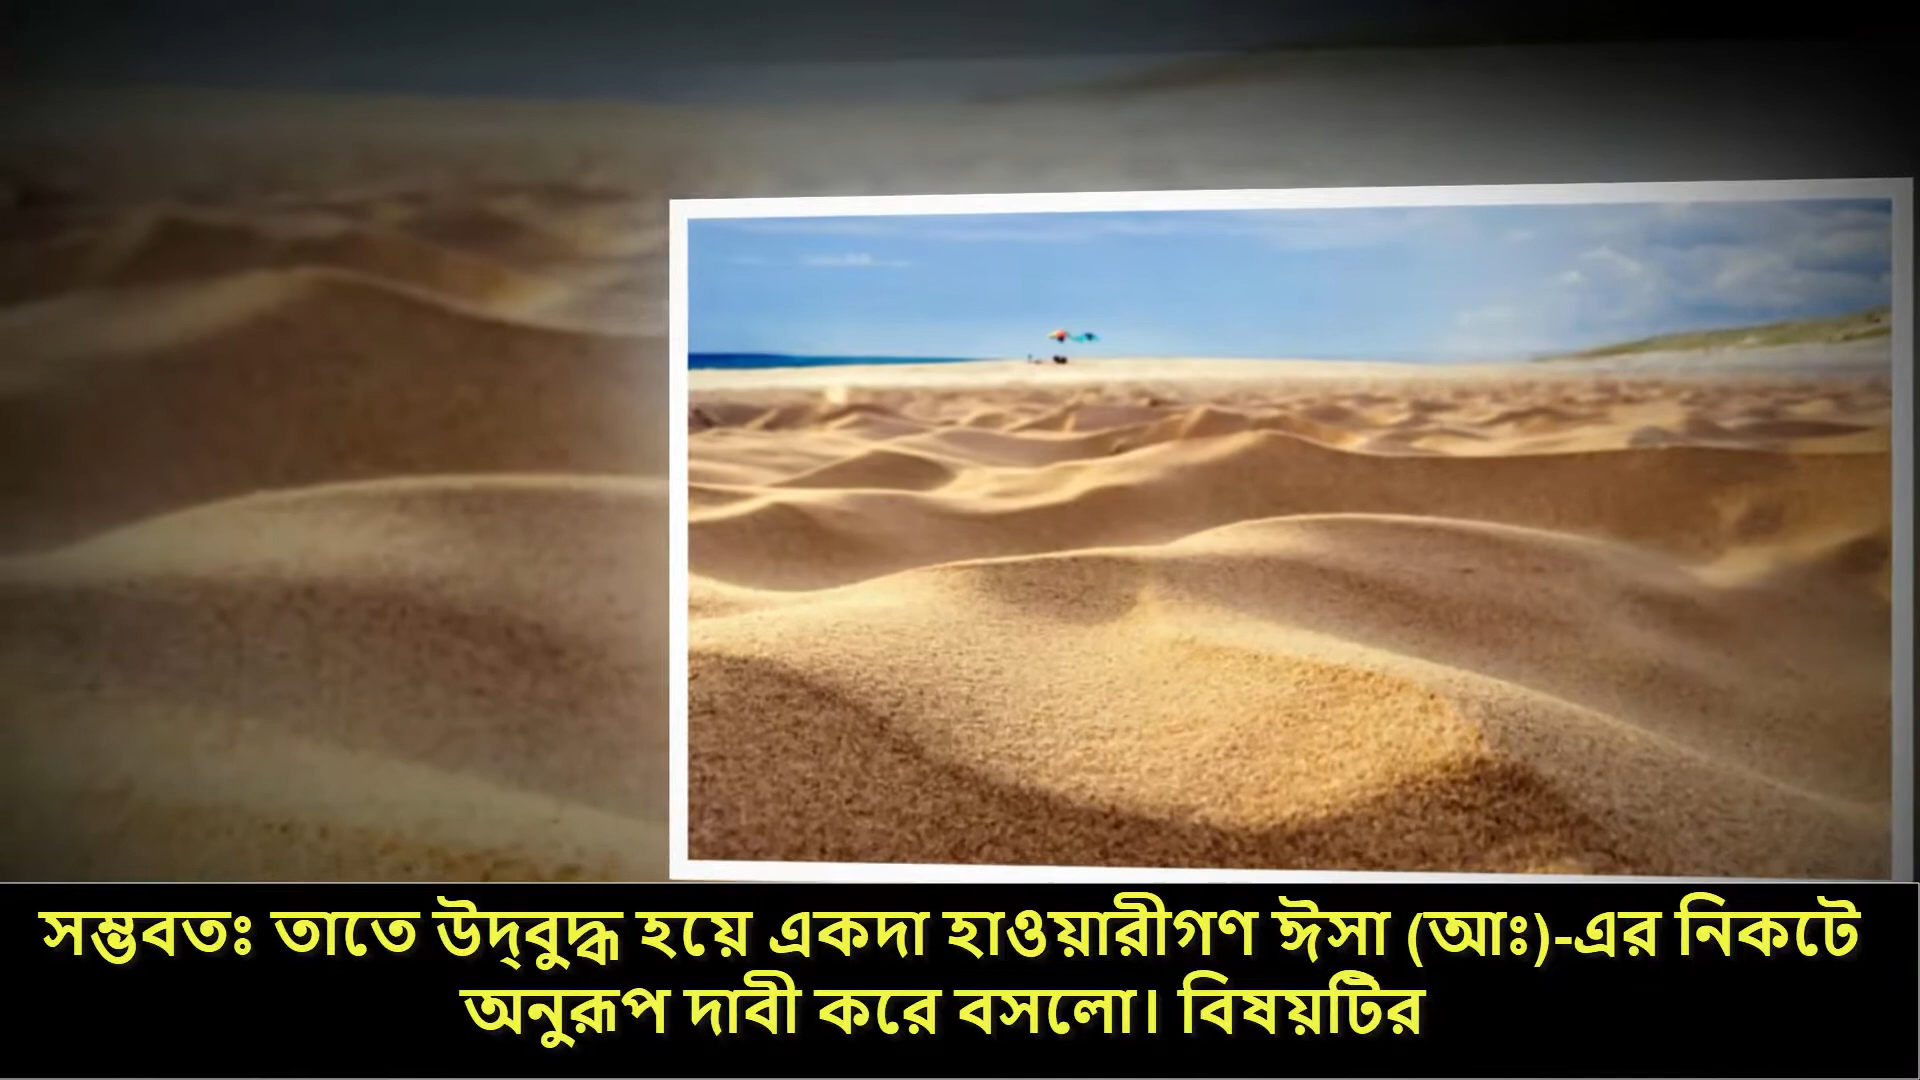 সম্ভবতঃ তাতে উদ্‌বুদ্ধ হয়ে একদা হাওয়ারীগণ ঈসা (আঃ)-এর নিকটে
অনুরূপ দাবী করে বসলো। বিষয়টির